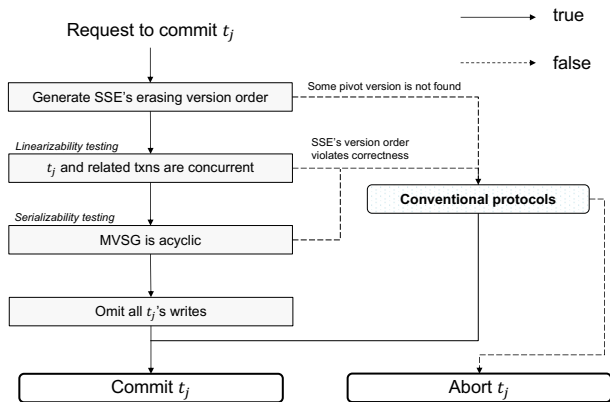 Request to commit tj
true
false
Generate SSE's erasing version order
Some pivot version is not found
Linearizability testing
tj and related txns are concurrent
SSE's version order
violates correctness
Conventional protocols
Serializability testing
MVSG is acyclic
Omit all tj's writes
Commit tj
Abort tj